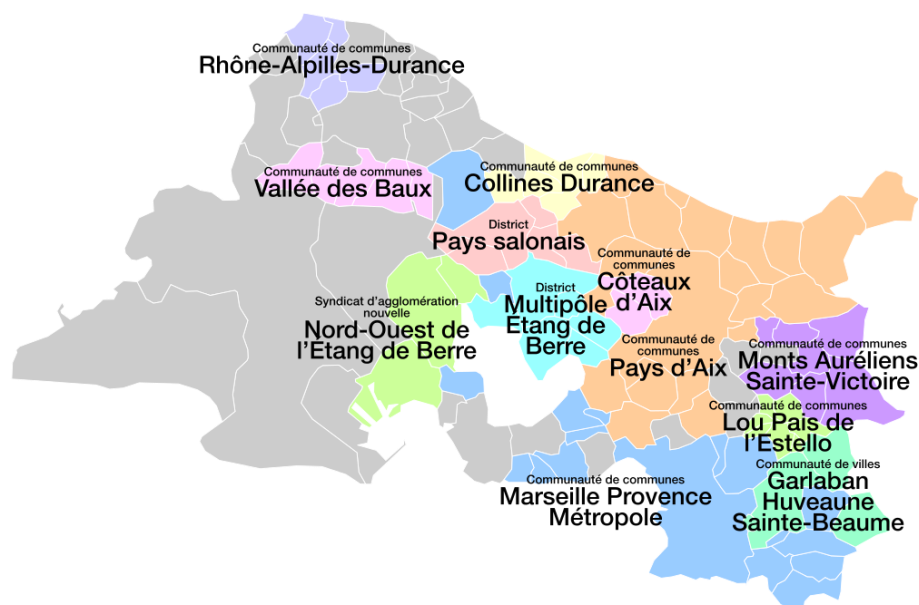 Communauté de communes
Rhône-Alpilles-Durance
Communauté de communes
Vallée des Baux
Communauté de communes
Collines Durance
District
Pays salonais
Communauté de
communes
Côteaux
d'Aix
Syndicat d'agglomération
nouvelle
Nord-Ouest de
l'Etang de Berre
District
Multipôle
Etang de
Berre
Communauté de
communes
Pays d'Aix
Communauté de communes
Monts Auréliens
Sainte-Victoire
Communauté de communes
Lou Pais de
l'Estello
Communauté de villes
Garlaban
Huveaune
Sainte-Beaume
Communauté de communes
Marseille Provence
Métropole